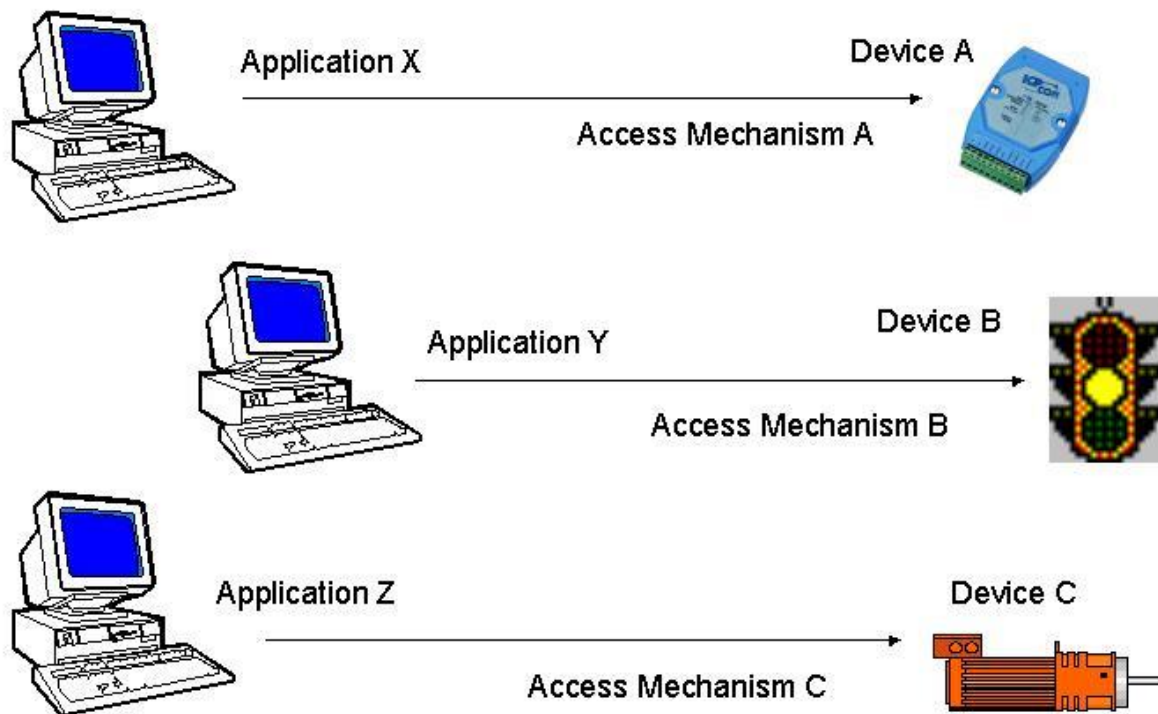 Application X
Device A
Access Mechanism A
Application Y
Device B
Access Mechanism B
Application Z
Device C
Access Mechanism C